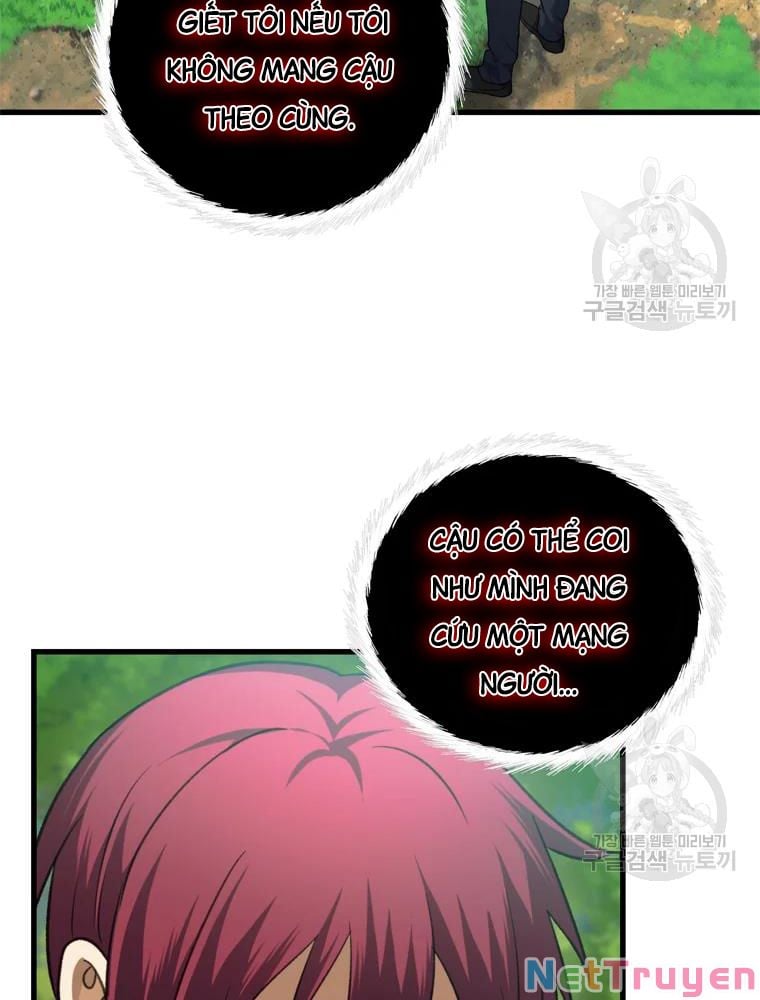 GIẾT TÔI NẾU TÔI
KHÔNG MANG CẬU
THEO CÙNG.
가장 빠른 웹툰 미리보기
구글검색 뉴토끼
CẬU CÓ THỂ COI
NHƯ MÌNH ĐANG
CỨU MỘT MẠNG
NGƯỜI...
가장 빠른 웹툰 미리보기
구글검색 뉴토끼
NetTruyen